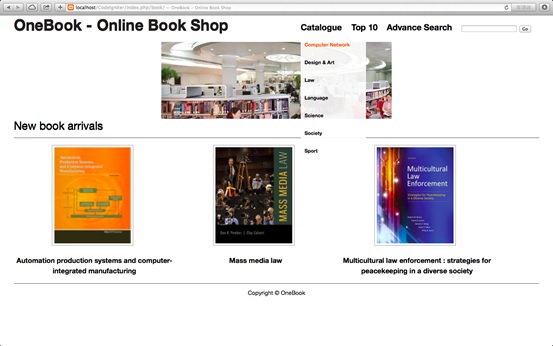 localhost/CodeIgniter/index.php/book/ — OneBook - Online Book Shop
OneBook - Online Book Shop
Catalogue Top 10 Advance Search Go
Computer Network
Design & Art
Law
Language
Science
Society
Sport
New book arrivals
Automation,
Production Systems,
and Computer-Integrated
Manufacturing
MASS MEDIA LAW
Multicultural
Law
Enforcement
Strategies for Peacekeeping
in a Diverse Society
Automation production systems and computer-
integrated manufacturing
Mass media law
Multicultural law enforcement : strategies for
peacekeeping in a diverse society
Copyright © OneBook